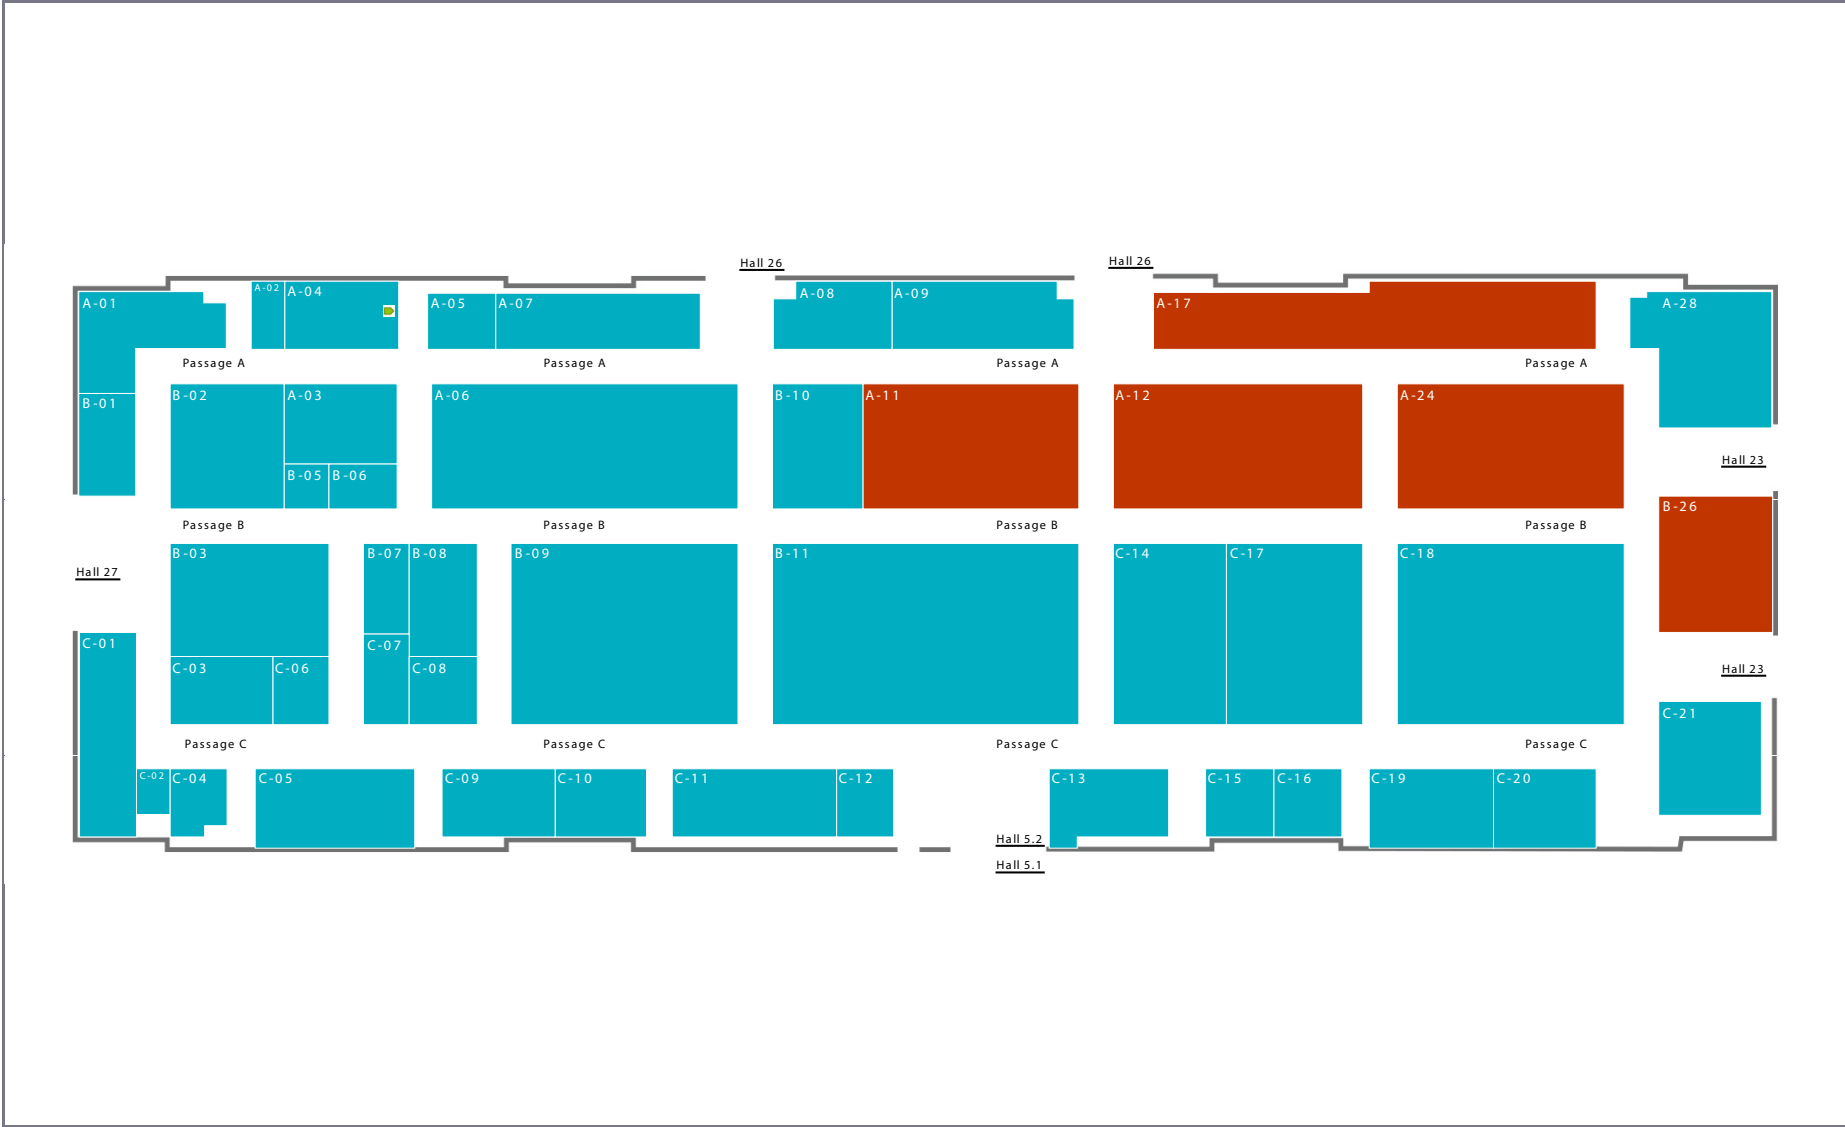 Hall 26
Hall 26
A-01
A-02
A-04
A-05
A-07
A-08
A-09
A-17
A-28
Passage A
Passage A
Passage A
Passage A
B-01
B-02
A-03
A-06
B-10
A-11
A-12
A-24
Hall 23
B-05
B-06
B-26
Passage B
Passage B
Passage B
Passage B
B-03
B-07
B-08
B-09
B-11
C-14
C-17
C-18
Hall 27
C-01
C-07
C-03
C-06
C-08
Hall 23
C-21
Passage C
Passage C
Passage C
Passage C
C-02
C-04
C-05
C-09
C-10
C-11
C-12
C-13
C-15
C-16
C-19
C-20
Hall 5.2
Hall 5.1